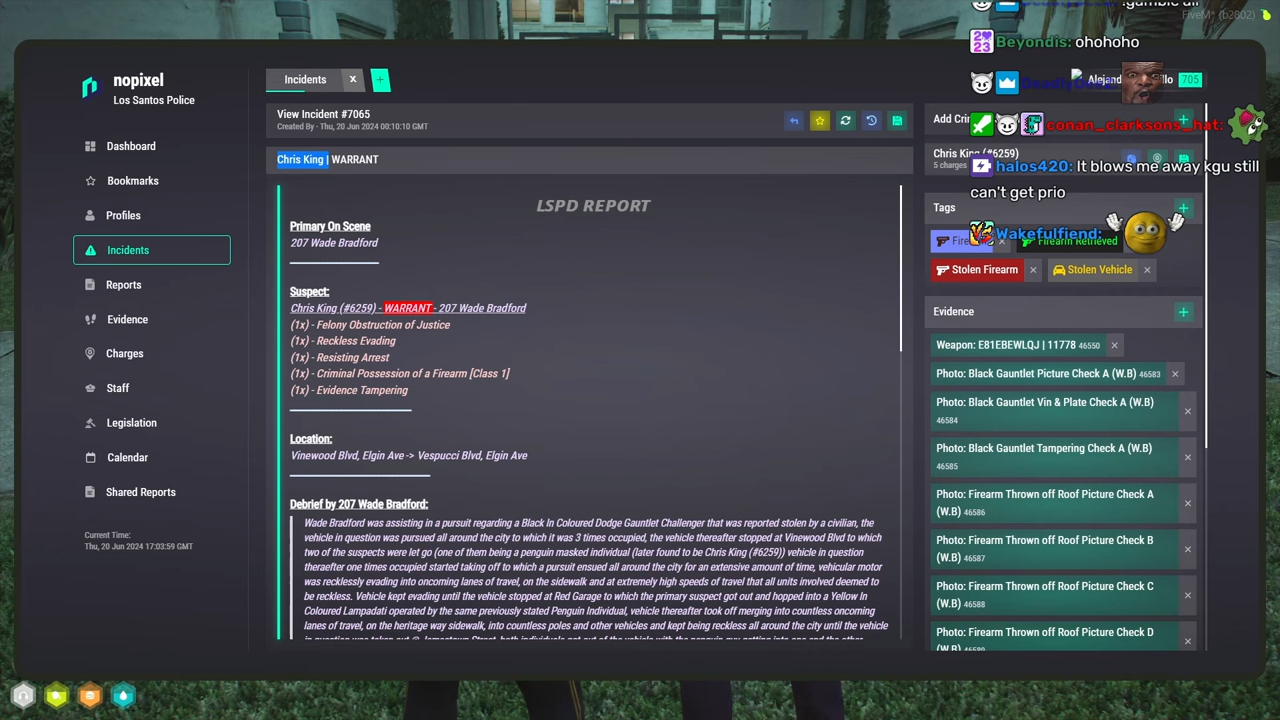 !gamble all
FiveM® (b2802)
Beyondis: ohohoho
nopixel
Los Santos Police
Incidents x +
Alejand llo 705
conan_clarksons_hat:
halos420: It blows me away kgu still
can't get prio
Wakefulfiend:
Dashboard
Bookmarks
Profiles
Incidents
Reports
Evidence
Charges
Staff
Legislation
Calendar
Shared Reports
Current Time:
Thu, 20 Jun 2024 17:03:59 GMT
View Incident #7065
Created By - Thu, 20 Jun 2024 00:10:10 GMT
Chris King | WARRANT
LSPD REPORT
Primary On Scene
207 Wade Bradford
Suspect:
Chris King (#6259) - WARRANT - 207 Wade Bradford
(1x) - Felony Obstruction of Justice
(1x) - Reckless Evading
(1x) - Resisting Arrest
(1x) - Criminal Possession of a Firearm [Class 1]
(1x) - Evidence Tampering
Location:
Vinewood Blvd, Elgin Ave -> Vespucci Blvd, Elgin Ave
Debrief by 207 Wade Bradford:
Wade Bradford was assisting in a pursuit regarding a Black In Coloured Dodge Gauntlet Challenger that was reported stolen by a civilian, the
vehicle in question was pursued all around the city to which it was 3 times occupied, the vehicle thereafter stopped at Vinewood Blvd to which
two of the suspects were let go (one of them being a penguin masked individual (later found to be Chris King (#6259)) vehicle in question
theraefter one times occupied started taking off to which a pursuit ensued all around the city for an extensive amount of time, vehicular motor
was recklessly evading into oncoming lanes of travel, on the sidewalk and at extremely high speeds of travel that all units involved deemed to
be reckless. Vehicle kept evading until the vehicle stopped at Red Garage to which the primary suspect got out and hopped into a Yellow In
Coloured Lampadati operated by the same previously stated Penguin Individual, vehicle thereafter took off merging into countless oncoming
lanes of travel, on the heritage way sidewalk, into countless poles and other vehicles and kept being reckless all around the city until the vehicle
Add Cri
Chris King (#6259)
5 charges
Tags
Fire
Firearm Retrieved
Stolen Firearm x
Stolen Vehicle x
Evidence
Weapon: E81EBEWLQJ | 11778 46550 x
Photo: Black Gauntlet Picture Check A (W.B) 46583 x
Photo: Black Gauntlet Vin & Plate Check A (W.B)
46584 x
Photo: Black Gauntlet Tampering Check A (W.B)
46585 x
Photo: Firearm Thrown off Roof Picture Check A
(W.B) 46586 x
Photo: Firearm Thrown off Roof Picture Check B
(W.B) 46587 x
Photo: Firearm Thrown off Roof Picture Check C
(W.B) 46588 x
Photo: Firearm Thrown off Roof Picture Check D